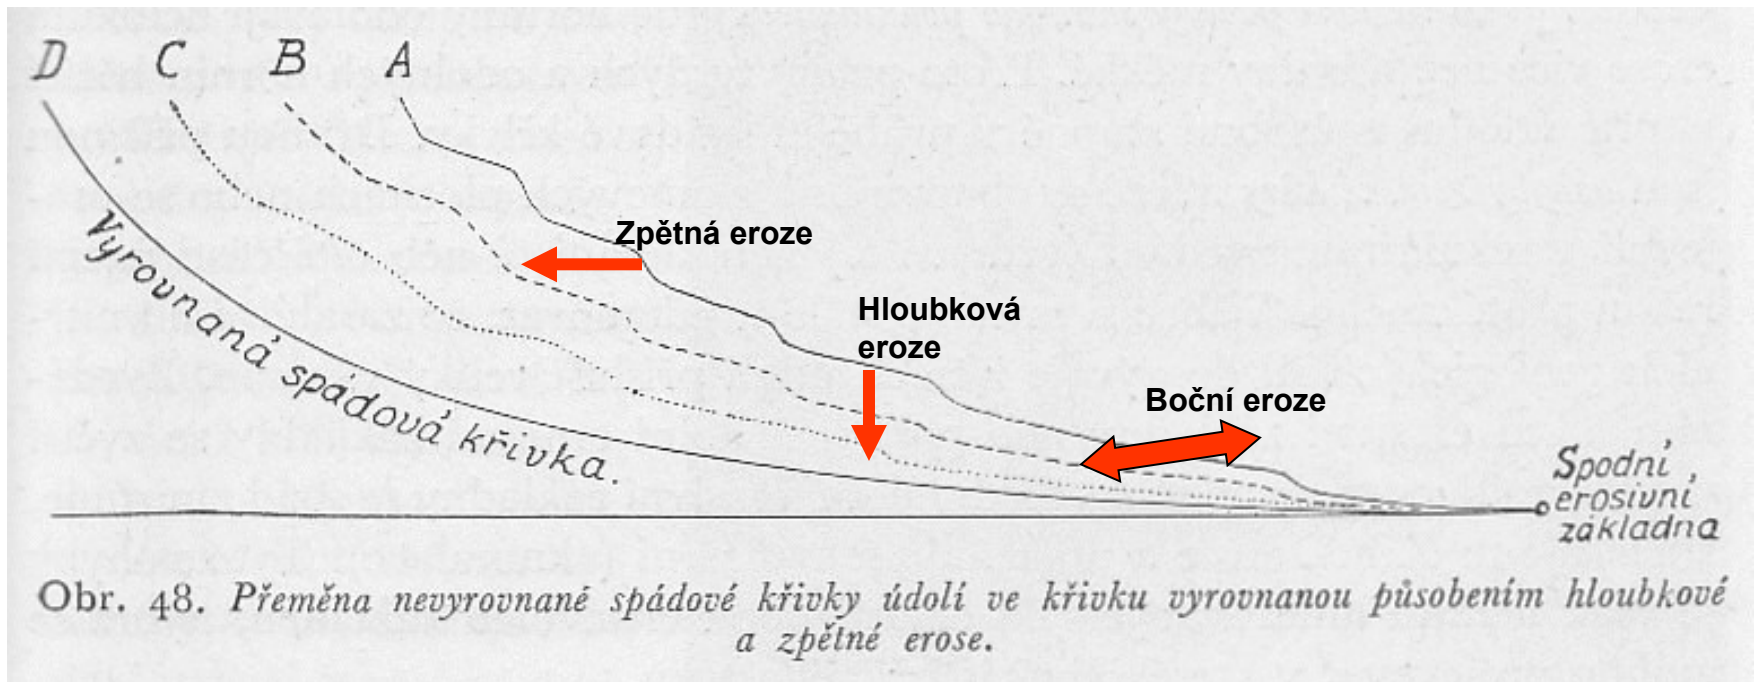 D C B A
Zpětná eroze
Hloubková
eroze
Boční eroze
Vyrovnaná spádová křivka.
Spodní
erosivní
základna
Obr. 48. Přeměna nevyrovnané spádové křivky údolí ve křivku vyrovnanou působením hloubkové
a zpětné erose.